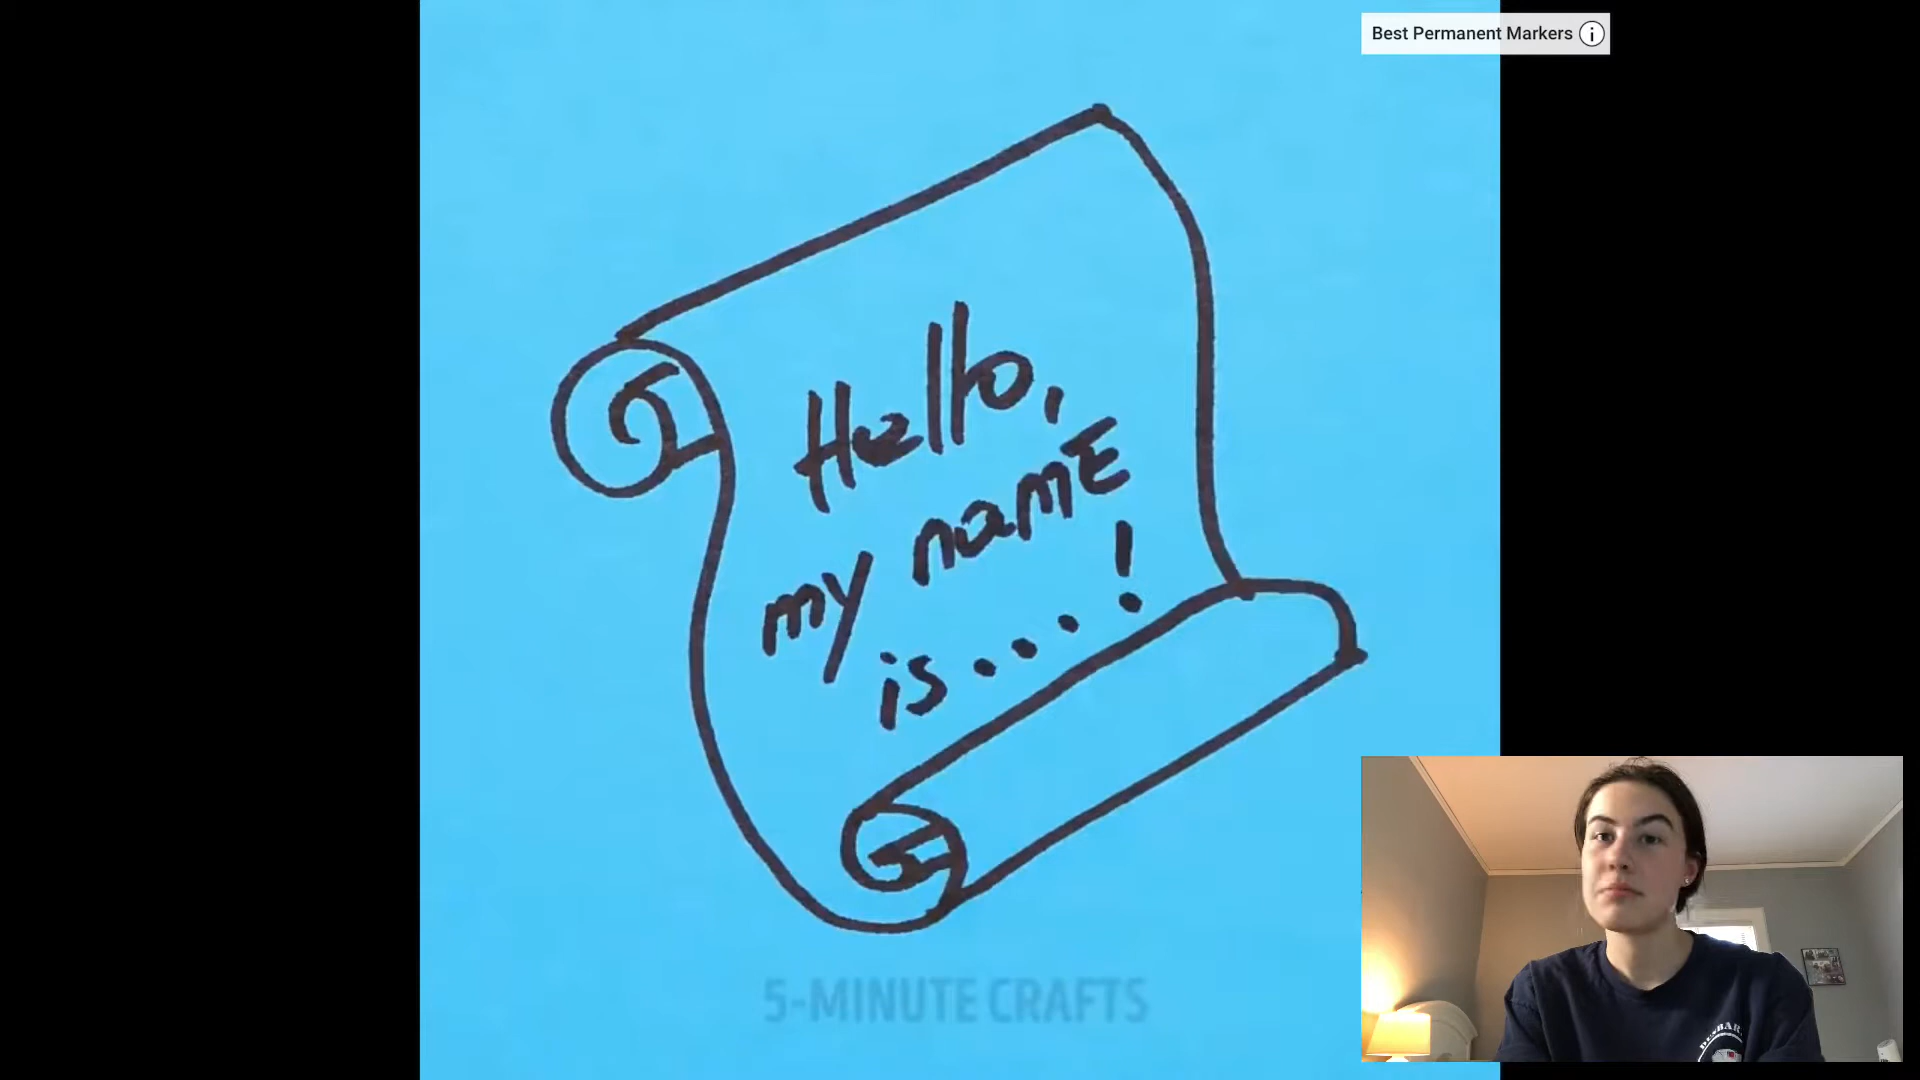 Best Permanent Markers
Hello,
my namE
is....!
5-MINUTE CRAFTS